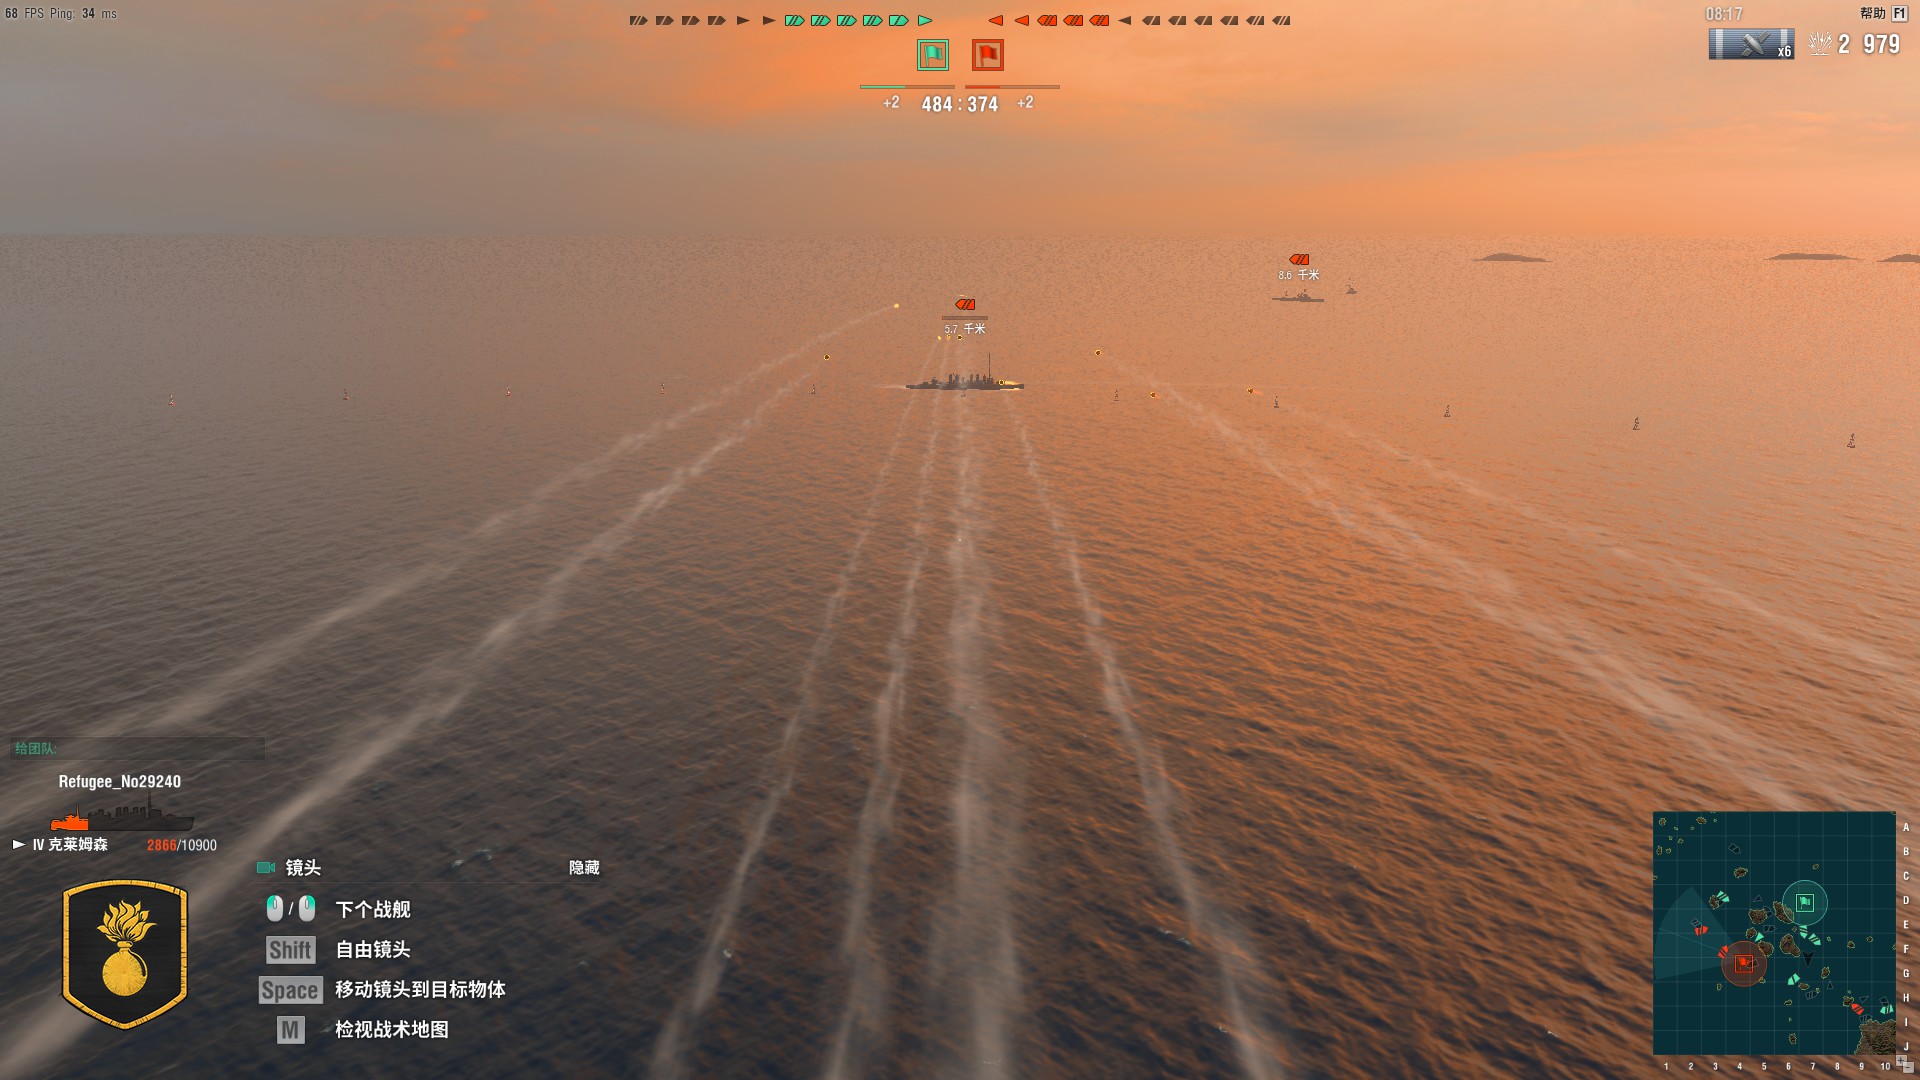 68 FPS Ping: 34 ms
08:17
帮助 F1
x6
2 979
+2 484 : 374 +2
8.6 千米
5.7 千米
给团队:
Refugee_No29240
IV 克莱姆森 2866/10900
镜头 隐藏
/ 下个战舰
Shift 自由镜头
Space 移动镜头到目标物体
M 检视战术地图
A
B
C
D
E
F
G
H
I
J
1 2 3 4 5 6 7 8 9 10